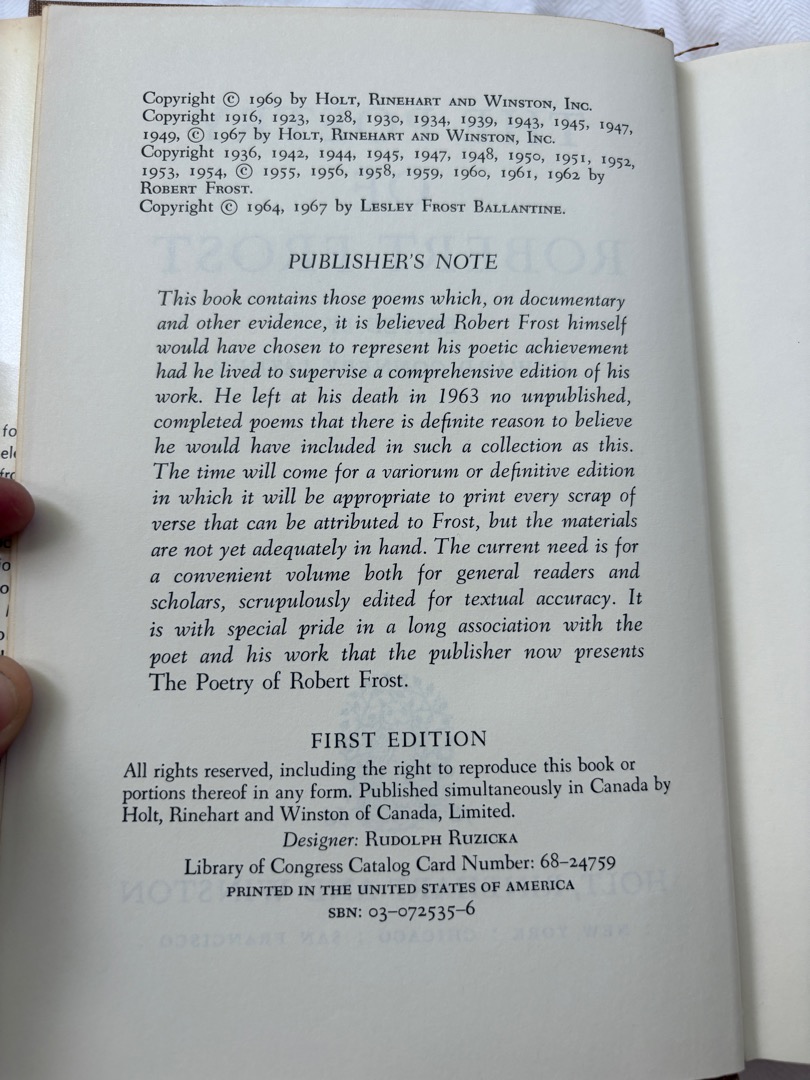 Copyright © 1969 by Holt, Rinehart and Winston, Inc.
Copyright 1916, 1923, 1928, 1930, 1934, 1939, 1943, 1945, 1947,
1949, © 1967 by Holt, Rinehart and Winston, Inc.
Copyright 1936, 1942, 1944, 1945, 1947, 1948, 1950, 1951, 1952,
1953, 1954, © 1955, 1956, 1958, 1959, 1960, 1961, 1962 by
Robert Frost.
Copyright © 1964, 1967 by Lesley Frost Ballantine.
PUBLISHER'S NOTE
This book contains those poems which, on documentary
and other evidence, it is believed Robert Frost himself
would have chosen to represent his poetic achievement
had he lived to supervise a comprehensive edition of his
work. He left at his death in 1963 no unpublished,
completed poems that there is definite reason to believe
he would have included in such a collection as this.
The time will come for a variorum or definitive edition
in which it will be appropriate to print every scrap of
verse that can be attributed to Frost, but the materials
are not yet adequately in hand. The current need is for
a convenient volume both for general readers and
scholars, scrupulously edited for textual accuracy. It
is with special pride in a long association with the
poet and his work that the publisher now presents
The Poetry of Robert Frost.
FIRST EDITION
All rights reserved, including the right to reproduce this book or
portions thereof in any form. Published simultaneously in Canada by
Holt, Rinehart and Winston of Canada, Limited.
Designer: Rudolph Ruzicka
Library of Congress Catalog Card Number: 68–24759
PRINTED IN THE UNITED STATES OF AMERICA
SBN: 03–072535–6